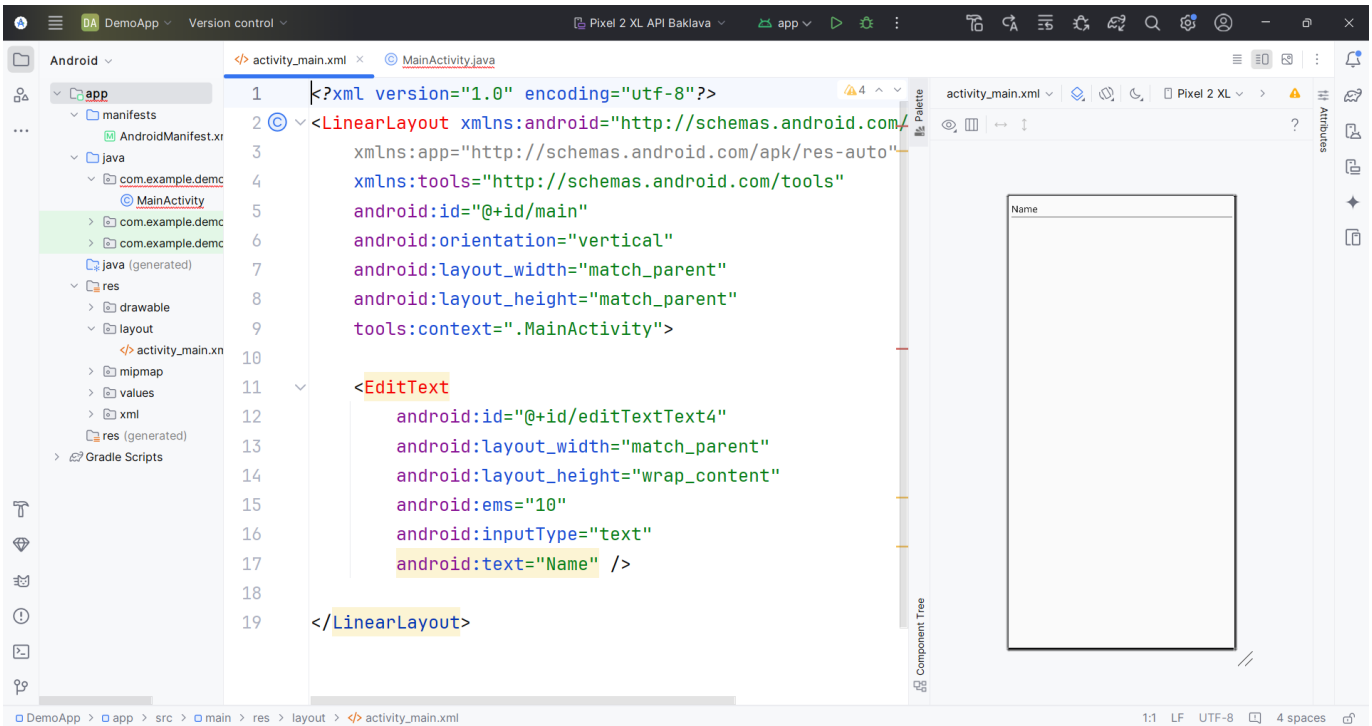 DA DemoApp Version control Pixel 2 XL API Baklava app
Android
activity_main.xml MainActivity.java
app
manifests
AndroidManifest.xm
java
com.example.demo
MainActivity
com.example.demo
com.example.demo
java (generated)
res
drawable
layout
activity_main.xm
mipmap
values
xml
res (generated)
Gradle Scripts
4
1 <?xml version="1.0" encoding="utf-8"?>
2 <LinearLayout xmlns:android="http://schemas.android.com/
3 xmlns:app="http://schemas.android.com/apk/res-auto"
4 xmlns:tools="http://schemas.android.com/tools"
5 android:id="@+id/main"
6 android:orientation="vertical"
7 android:layout_width="match_parent"
8 android:layout_height="match_parent"
9 tools:context=".MainActivity">
10
11 <EditText
12 android:id="@+id/editTextText4"
13 android:layout_width="match_parent"
14 android:layout_height="wrap_content"
15 android:ems="10"
16 android:inputType="text"
17 android:text="Name" />
18
19 </LinearLayout>
Palette
Component Tree
activity_main.xml Pixel 2 XL
Name
Attributes
DemoApp > app > src > main > res > layout > activity_main.xml 1:1 LF UTF-8 4 spaces